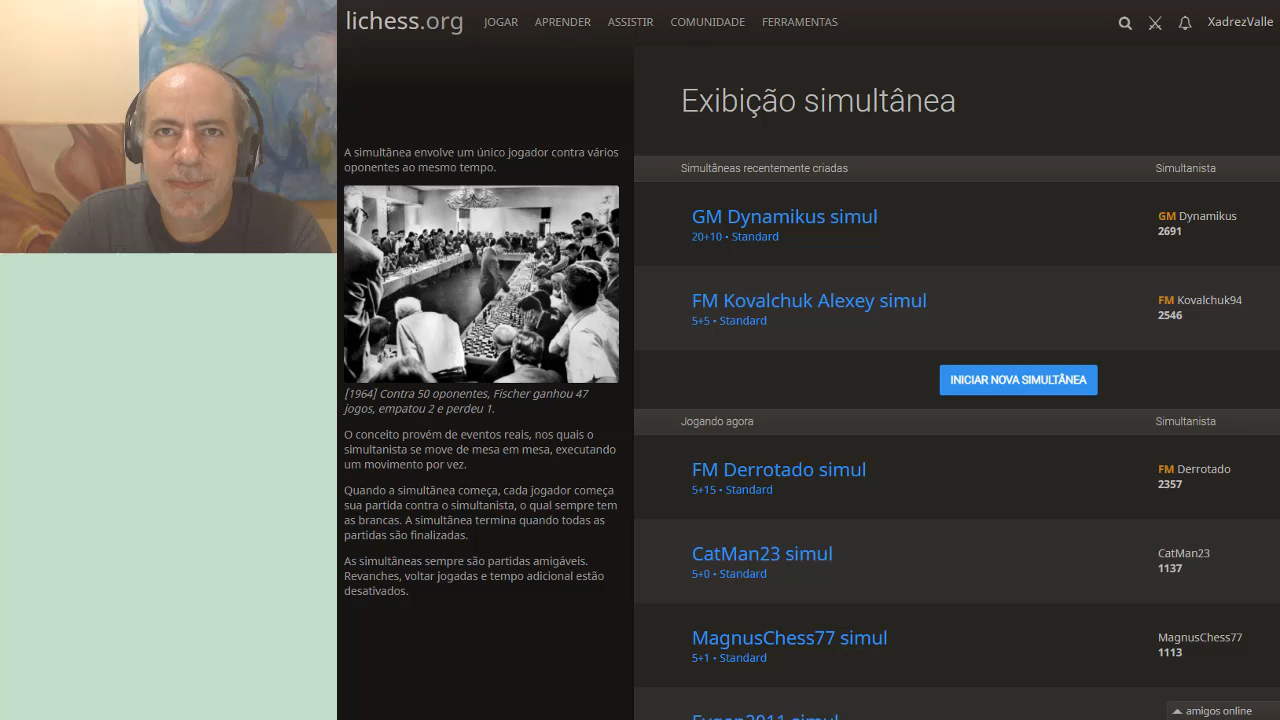 lichess.org JOGAR APRENDER ASSISTIR COMUNIDADE FERRAMENTAS XadrezValle
A simultânea envolve um único jogador contra vários
oponentes ao mesmo tempo.
[1964] Contra 50 oponentes, Fischer ganhou 47
jogos, empatou 2 e perdeu 1.
O conceito provém de eventos reais, nos quais o
simultanista se move de mesa em mesa, executando
um movimento por vez.
Quando a simultânea começa, cada jogador começa
sua partida contra o simultanista, o qual sempre tem
as brancas. A simultânea termina quando todas as
partidas são finalizadas.
As simultâneas sempre são partidas amigáveis.
Revanches, voltar jogadas e tempo adicional estão
desativados.
Exibição simultânea
Simultâneas recentemente criadas Simultanista
GM Dynamikus simul GM Dynamikus
20+10 • Standard 2691
FM Kovalchuk Alexey simul FM Kovalchuk94
5+5 • Standard 2546
INICIAR NOVA SIMULTÂNEA
Jogando agora Simultanista
FM Derrotado simul FM Derrotado
5+15 • Standard 2357
CatMan23 simul CatMan23
5+0 • Standard 1137
MagnusChess77 simul MagnusChess77
5+1 • Standard 1113
amigos online